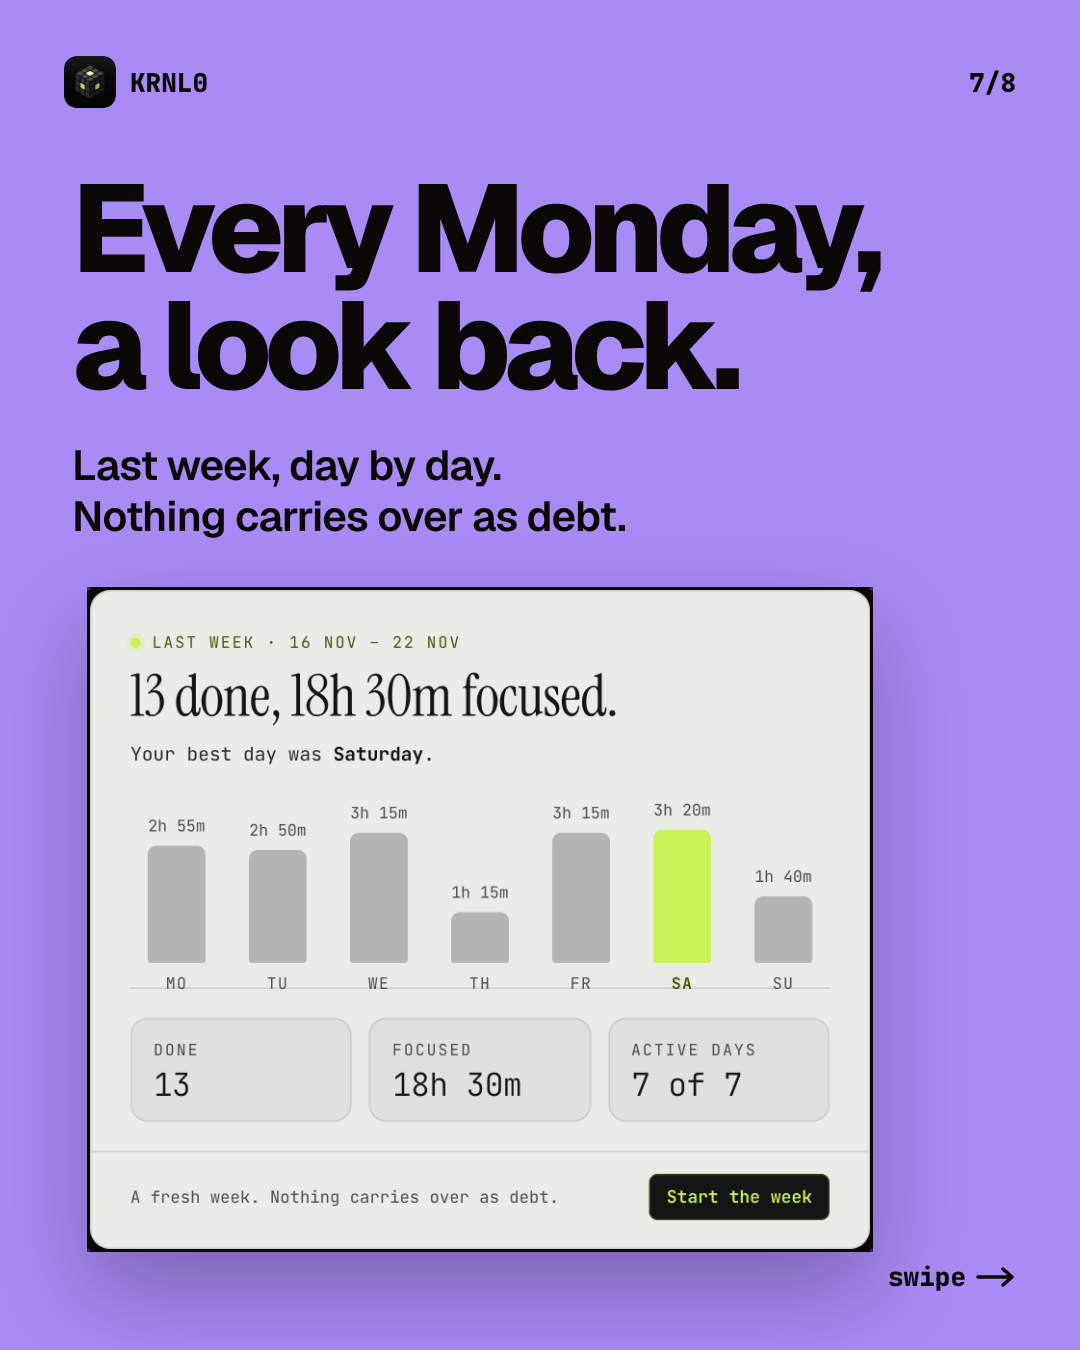 KRNL0
7/8
Every Monday,
a look back.
Last week, day by day.
Nothing carries over as debt.
LAST WEEK · 16 NOV – 22 NOV
13 done, 18h 30m focused.
Your best day was Saturday.
2h 55m 2h 50m 3h 15m 1h 15m 3h 15m 3h 20m 1h 40m
MO TU WE TH FR SA SU
DONE FOCUSED ACTIVE DAYS
13 18h 30m 7 of 7
A fresh week. Nothing carries over as debt. Start the week
swipe →